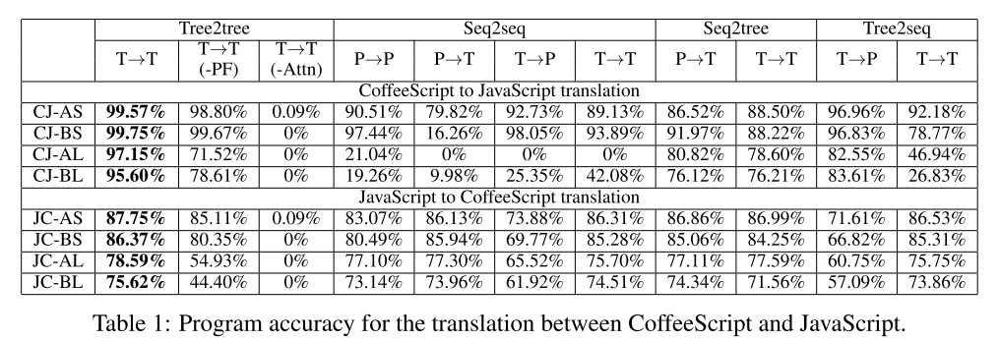 Tree2tree Seq2seq Seq2tree Tree2seq
T→T T→T (-PF) T→T (-Attn) P→P P→T T→P T→T P→T T→T T→P T→T
CoffeeScript to JavaScript translation
CJ-AS 99.57% 98.80% 0.09% 90.51% 79.82% 92.73% 89.13% 86.52% 88.50% 96.96% 92.18%
CJ-BS 99.75% 99.67% 0% 97.44% 16.26% 98.05% 93.89% 91.97% 88.22% 96.83% 78.77%
CJ-AL 97.15% 71.52% 0% 21.04% 0% 0% 0% 80.82% 78.60% 82.55% 46.94%
CJ-BL 95.60% 78.61% 0% 19.26% 9.98% 25.35% 42.08% 76.12% 76.21% 83.61% 26.83%
JavaScript to CoffeeScript translation
JC-AS 87.75% 85.11% 0.09% 83.07% 86.13% 73.88% 86.31% 86.86% 86.99% 71.61% 86.53%
JC-BS 86.37% 80.35% 0% 80.49% 85.94% 69.77% 85.28% 85.06% 84.25% 66.82% 85.31%
JC-AL 78.59% 54.93% 0% 77.10% 77.30% 65.52% 75.70% 77.11% 77.59% 60.75% 75.75%
JC-BL 75.62% 44.40% 0% 73.14% 73.96% 61.92% 74.51% 74.34% 71.56% 57.09% 73.86%
Table 1: Program accuracy for the translation between CoffeeScript and JavaScript.